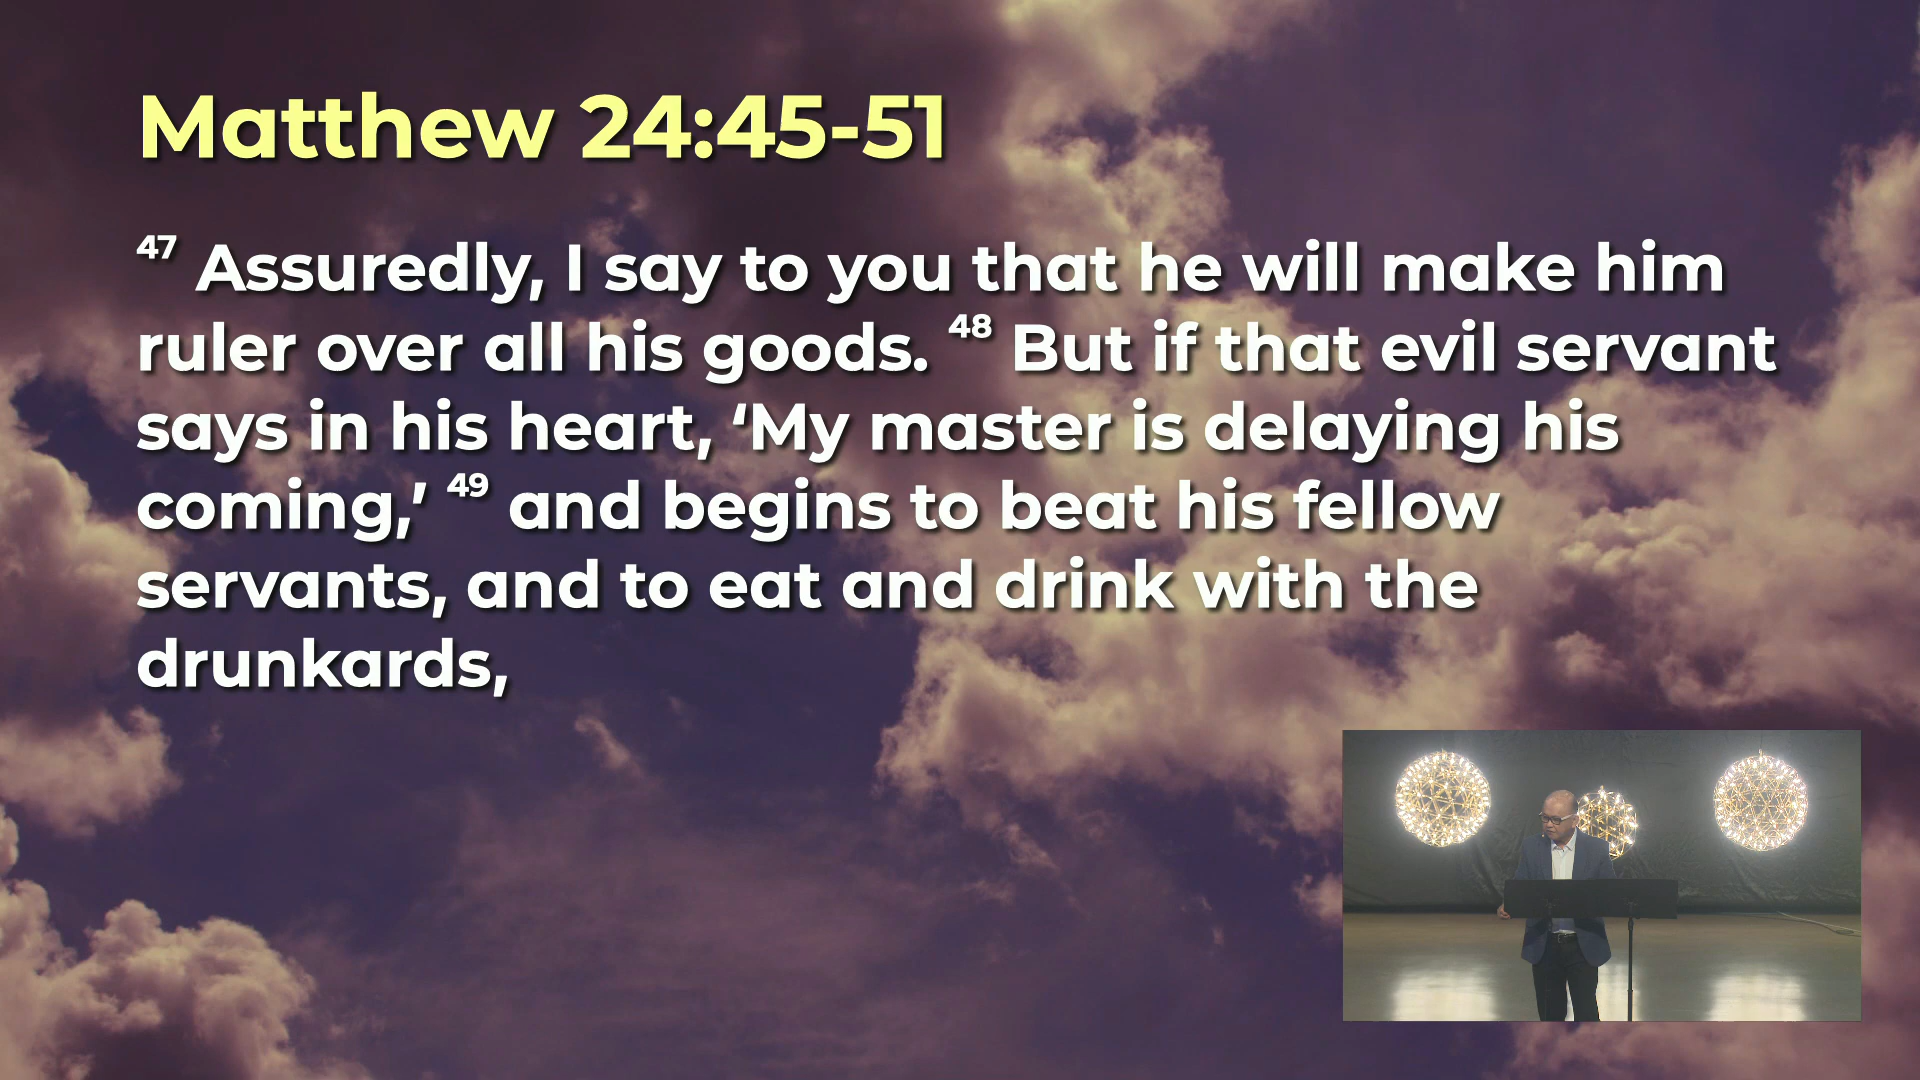 Matthew 24:45-51
47 Assuredly, I say to you that he will make him
ruler over all his goods. 48 But if that evil servant
says in his heart, ‘My master is delaying his
coming,’ 49 and begins to beat his fellow
servants, and to eat and drink with the
drunkards,